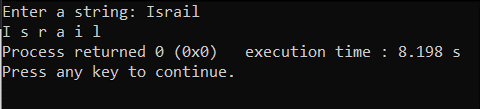 Enter a string: Israil
I s r a i l
Process returned 0 (0x0)   execution time : 8.198 s
Press any key to continue.